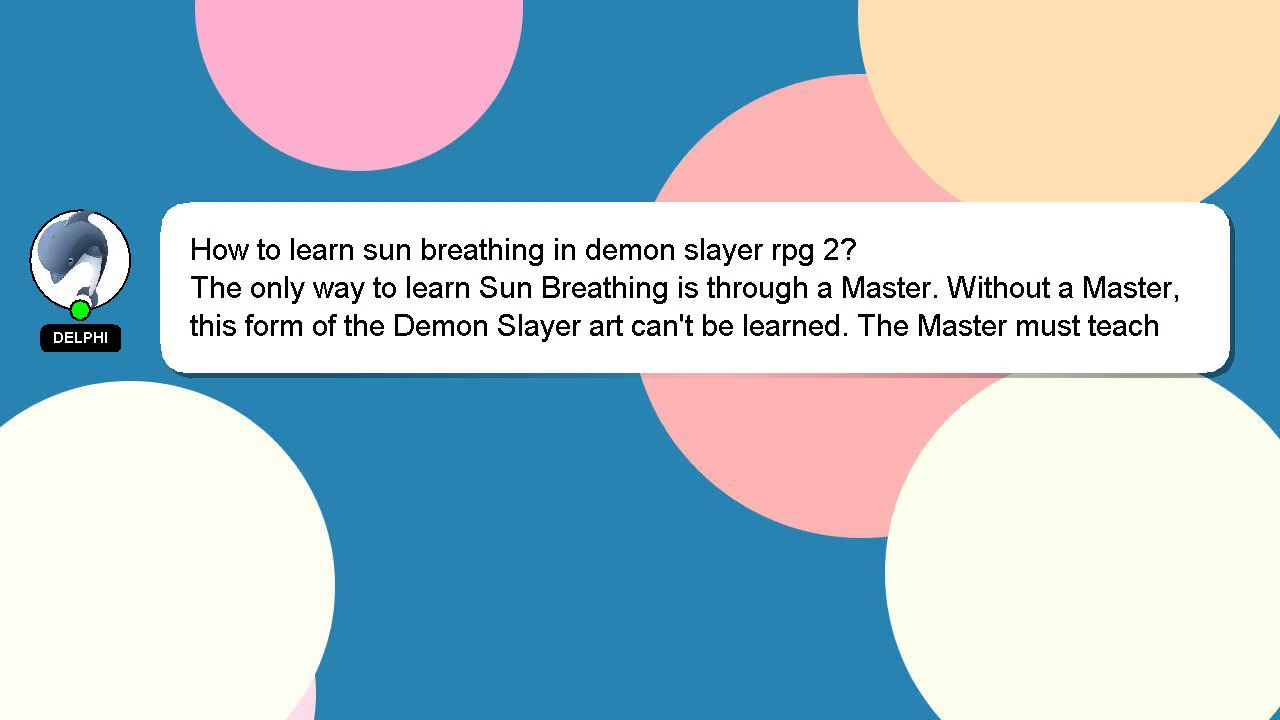 How to learn sun breathing in demon slayer rpg 2?
The only way to learn Sun Breathing is through a Master. Without a Master,
this form of the Demon Slayer art can't be learned. The Master must teach
DELPHI